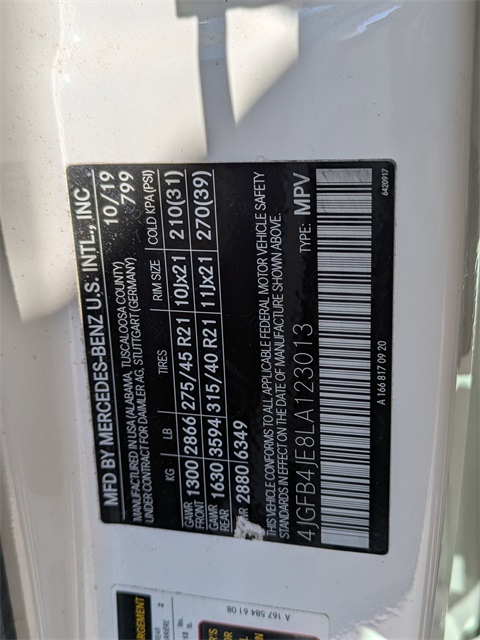 MFD BY MERCEDES-BENZ U.S. INTL., INC 10/19
MANUFACTURED IN USA (ALABAMA, TUSCALOOSA COUNTY) 799
UNDER CONTRACT FOR DAIMLER AG, STUTTGART (GERMANY)
KG LB TIRES RIM SIZE COLD KPA (PSI)
GAWR FRONT 1300 2866 275/45 R21 10Jx21 210(31)
GAWR REAR 1630 3594 315/40 R21 11Jx21 270(39)
GVWR 2880/6349
THIS VEHICLE CONFORMS TO ALL APPLICABLE FEDERAL MOTOR VEHICLE SAFETY
IN EFFECT ON THE DATE OF MANUFACTURE SHOWN ABOVE.
4JGFB4JE8LA123013 TYPE: MPV
A 166 817 09 20 6420917
A 167 584 61 08